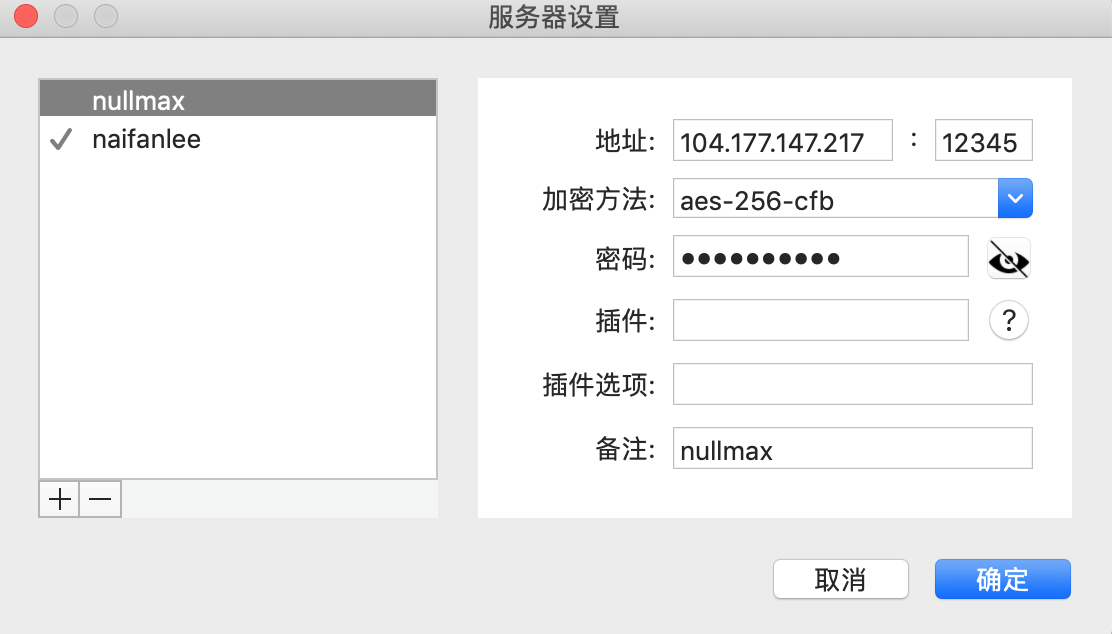 服务器设置
nullmax
naifanlee
地址: 104.177.147.217 : 12345
加密方法: aes-256-cfb
密码: ●●●●●●●●●●
插件: ?
插件选项:
备注: nullmax
取消 确定